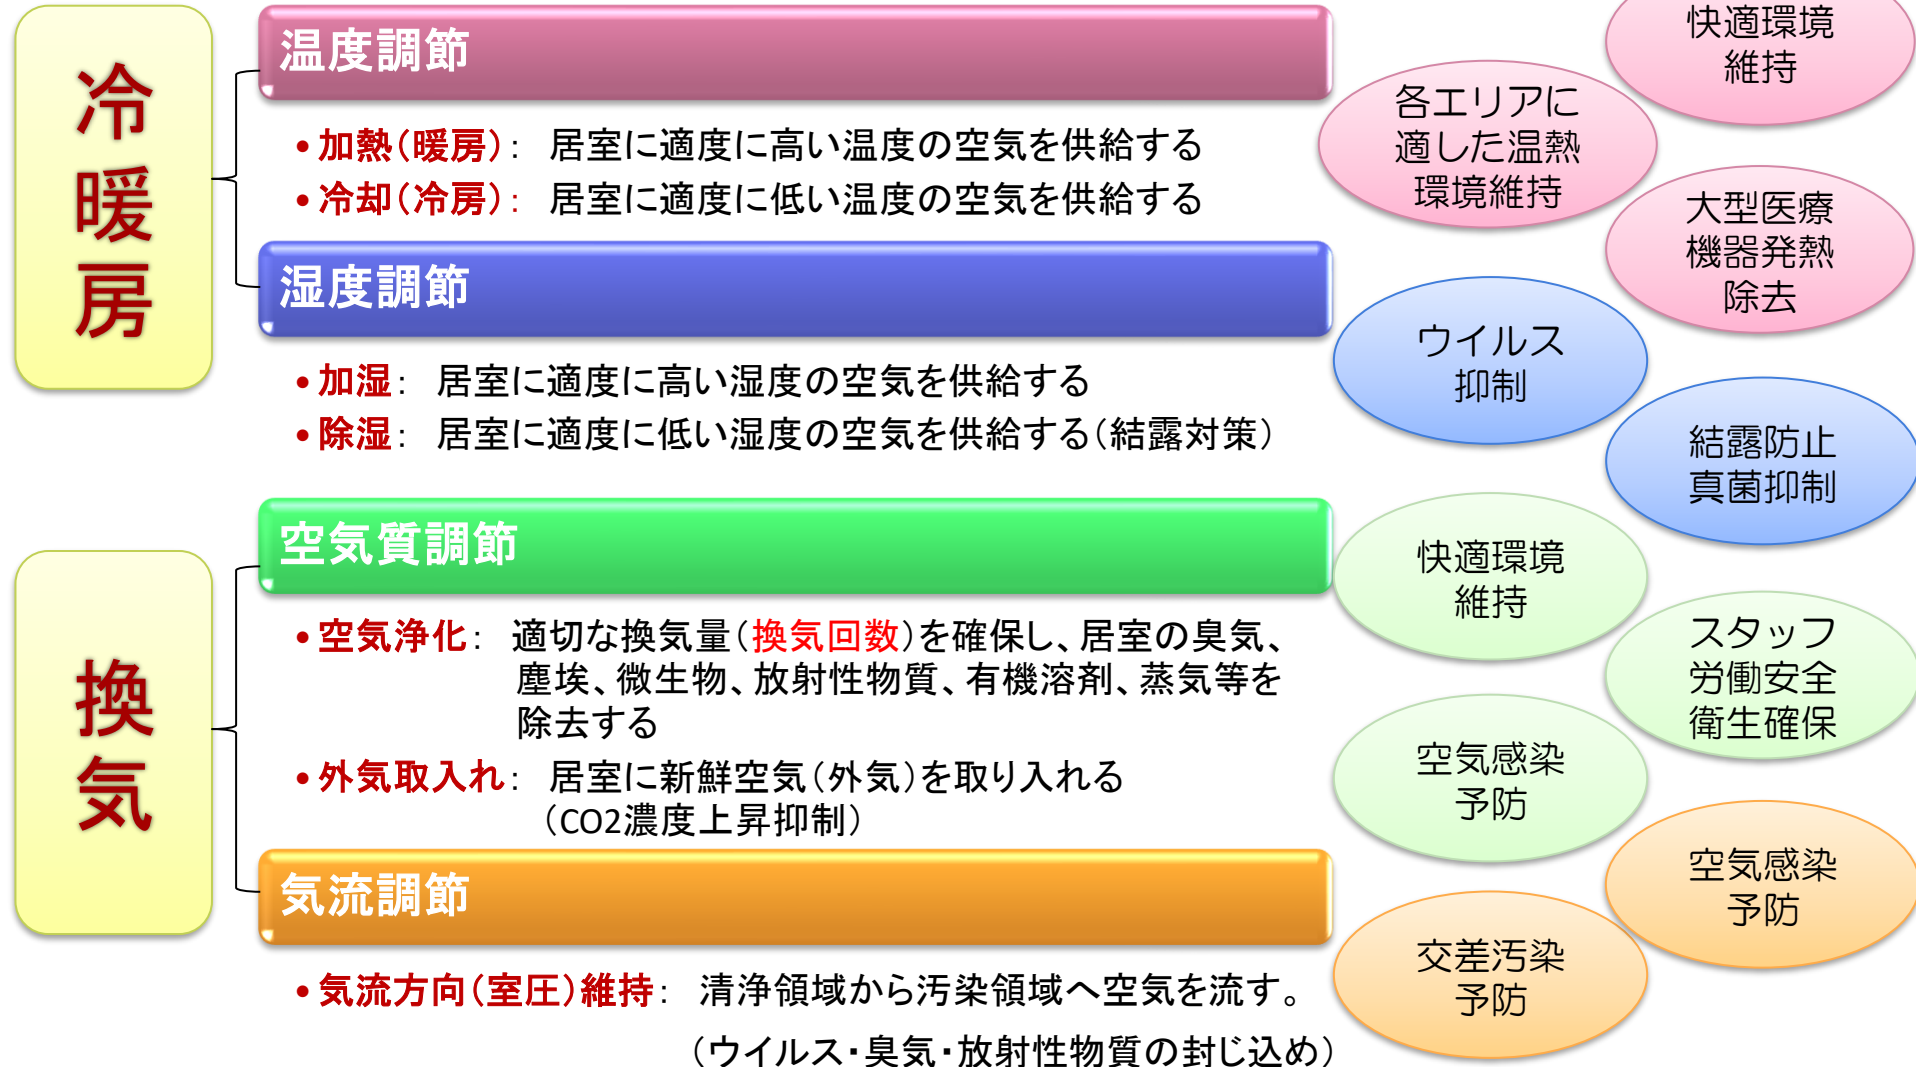 冷暖房
温度調節
•加熱(暖房): 居室に適度に高い温度の空気を供給する
•冷却(冷房): 居室に適度に低い温度の空気を供給する
湿度調節
•加湿: 居室に適度に高い湿度の空気を供給する
•除湿: 居室に適度に低い湿度の空気を供給する(結露対策)
換気
空気質調節
•空気浄化: 適切な換気量(換気回数)を確保し、居室の臭気、
塵埃、微生物、放射性物質、有機溶剤、蒸気等を
除去する
•外気取入れ: 居室に新鮮空気(外気)を取り入れる
(CO2濃度上昇抑制)
気流調節
•気流方向(室圧)維持: 清浄領域から汚染領域へ空気を流す。
(ウイルス・臭気・放射性物質の封じ込め)
快適環境
維持
各エリアに
適した温熱
環境維持
大型医療
機器発熱
除去
ウイルス
抑制
結露防止
真菌抑制
快適環境
維持
スタッフ
労働安全
衛生確保
空気感染
予防
空気感染
予防
交差汚染
予防